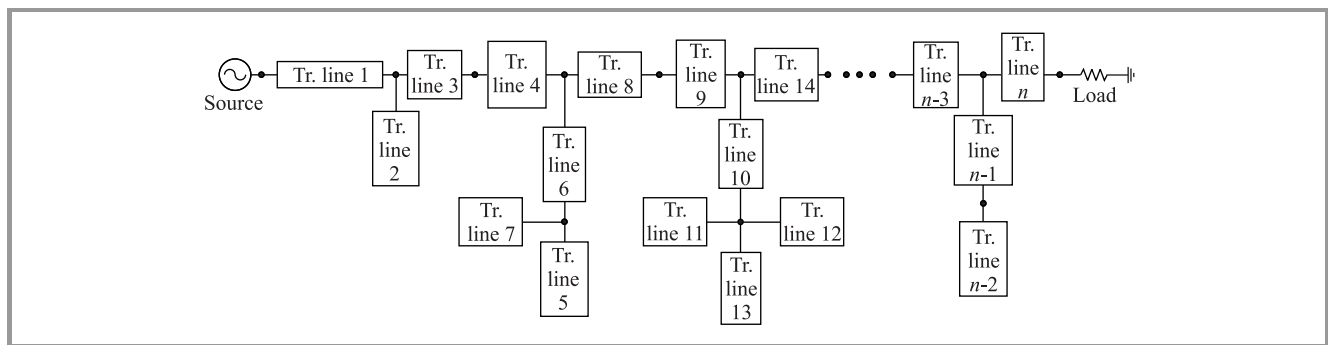 Source
Tr. line 1
Tr.
line
2
Tr.
line 3
Tr.
line 4
Tr.
line
6
Tr.
line 7
Tr.
line
5
Tr.
line 8
Tr.
line
9
Tr.
line
10
Tr.
line 11
Tr.
line 12
Tr.
line
13
Tr.
line 14
Tr.
line
n-3
Tr.
line
n-1
Tr.
line
n-2
Tr.
line
n
Load